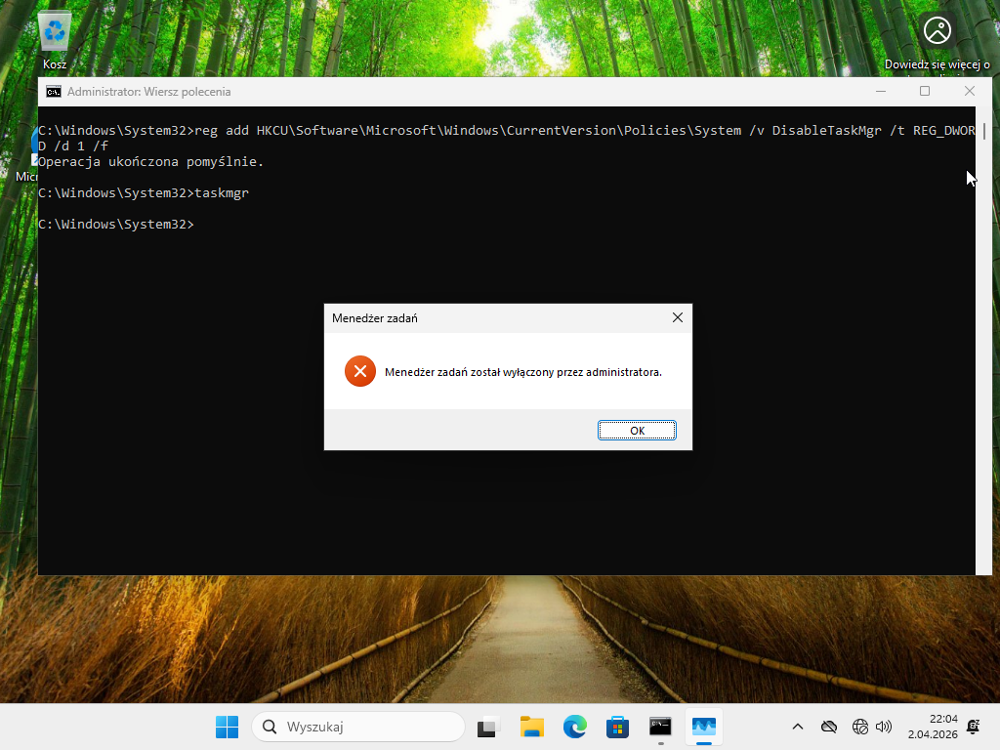 Kosz
Dowiedz się więcej o
Administrator: Wiersz polecenia
C:\Windows\System32>reg add HKCU\Software\Microsoft\Windows\CurrentVersion\Policies\System /v DisableTaskMgr /t REG_DWOR
D /d 1 /f
Operacja ukończona pomyślnie.
Micr
C:\Windows\System32>taskmgr
C:\Windows\System32>
Menedżer zadań
Menedżer zadań został wyłączony przez administratora.
OK
Wyszukaj
22:04
2.04.2026